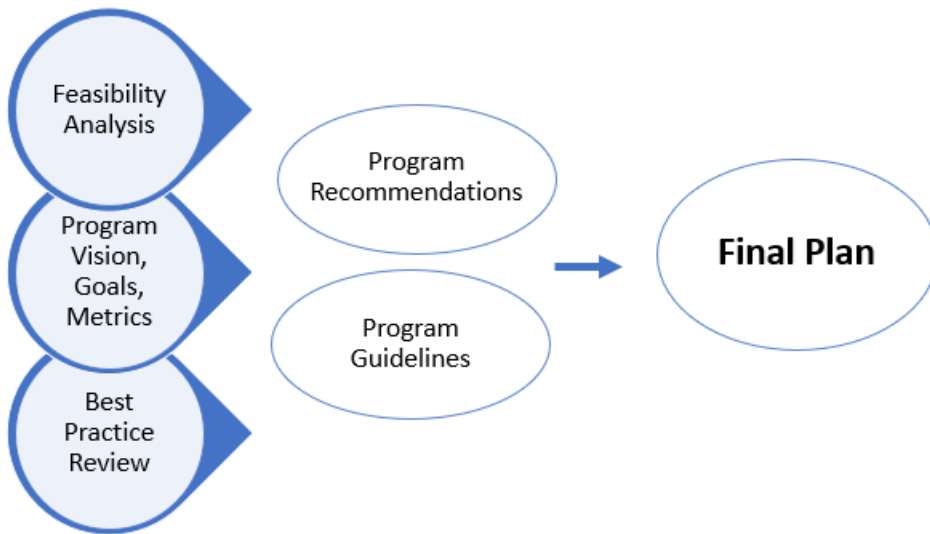 Feasibility
Analysis
Program
Vision,
Goals,
Metrics
Best
Practice
Review
Program
Recommendations
Program
Guidelines
Final Plan